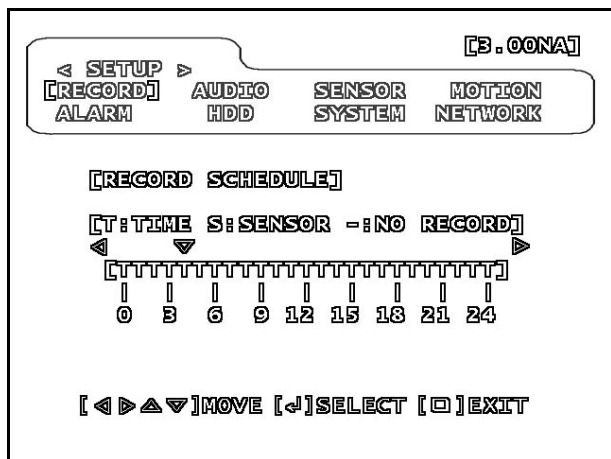 [3.00NA]
< SETUP >
[RECORD] AUDIO SENSOR MOTION
ALARM HDD SYSTEM NETWORK
[RECORD SCHEDULE]
[T:TIME S:SENSOR -:NO RECORD]
◁ ▽ ▷
[TTTTTTTTTTTTTTTTTTTTTTTTT]
0 3 6 9 12 15 18 21 24
[◁▷△▽]MOVE [↲]SELECT [□]EXIT